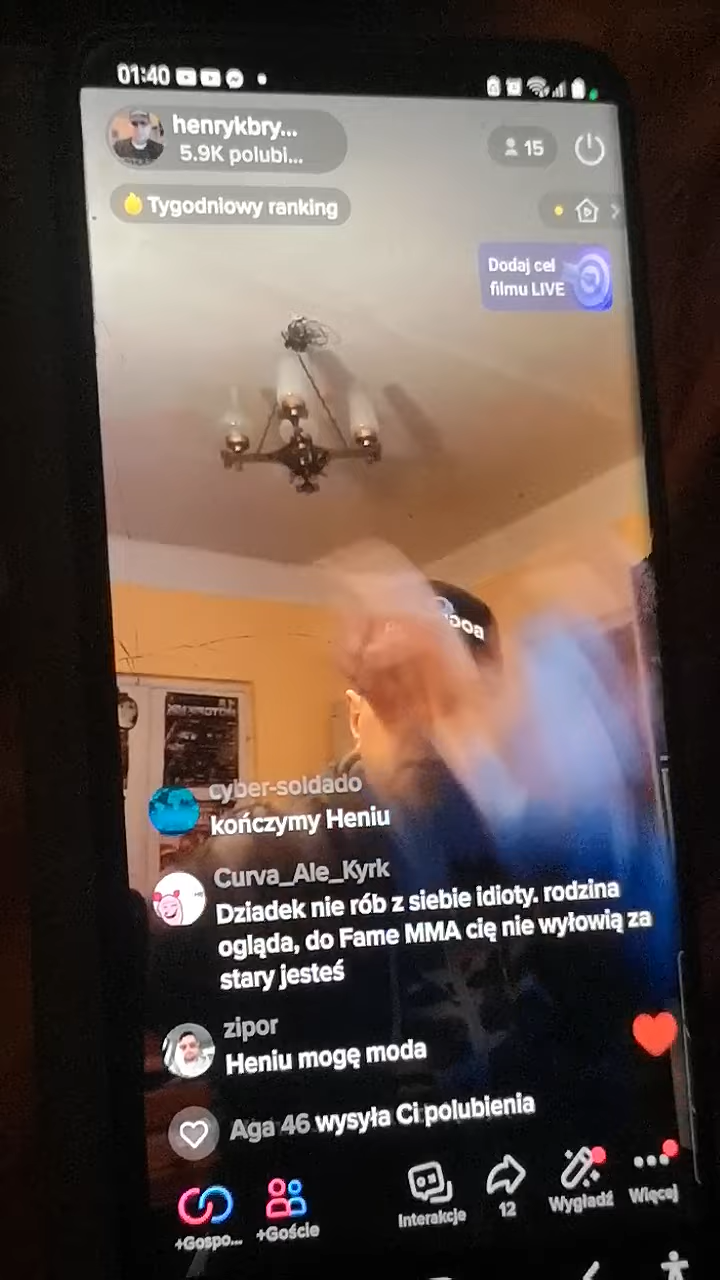 01:40
henrykbry...
5.9K polubi...
15
Tygodniowy ranking
Dodaj cel
filmu LIVE
cyber-soldado
kończymy Heniu
Curva_Ale_Kyrk
Dziadek nie rób z siebie idioty. rodzina
ogląda, do Fame MMA cię nie wyłowią za
stary jesteś
zipor
Heniu mogę moda
Aga 46 wysyła Ci polubienia
+Gospo...
+Goście
Interakcje
12
Wygładź
Więcej